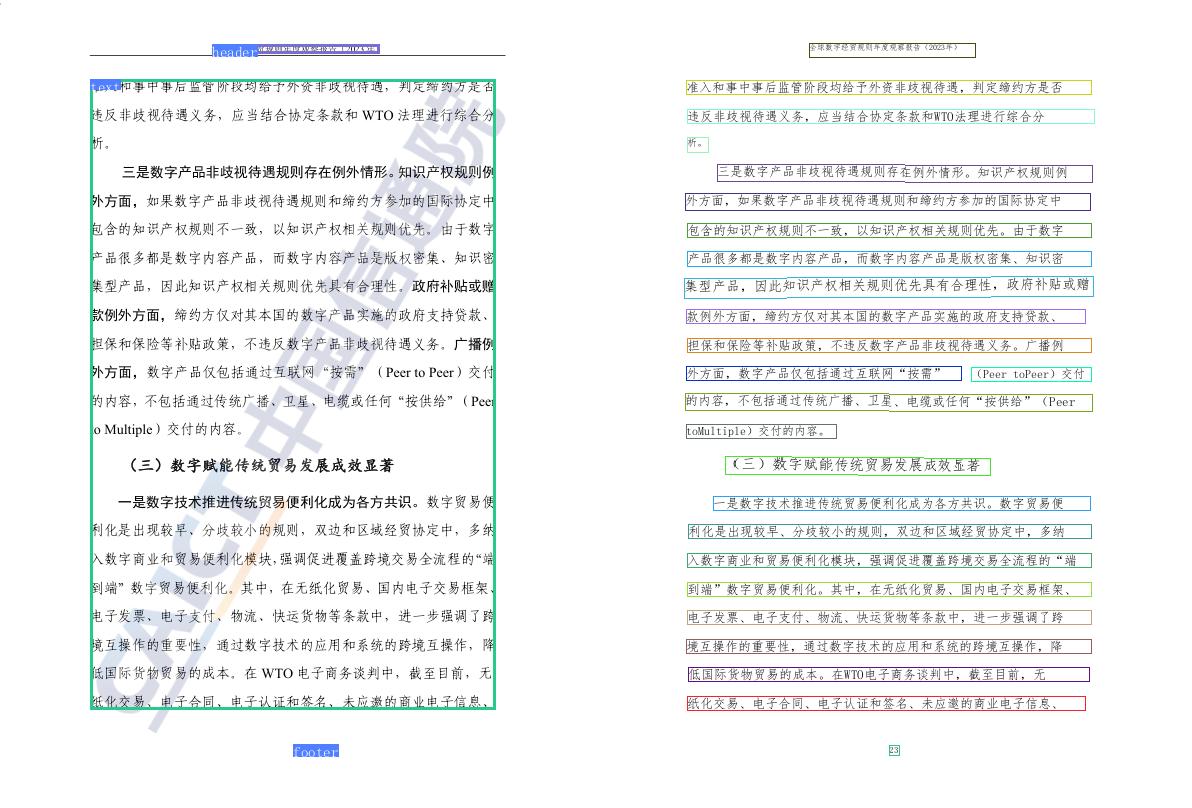 header
text 和事中事后监管阶段均给予外资非歧视待遇，判定缔约方是否
违反非歧视待遇义务，应当结合协定条款和 WTO 法理进行综合分
析。
三是数字产品非歧视待遇规则存在例外情形。知识产权规则例
外方面，如果数字产品非歧视待遇规则和缔约方参加的国际协定中
包含的知识产权规则不一致，以知识产权相关规则优先。由于数字
产品很多都是数字内容产品，而数字内容产品是版权密集、知识密
集型产品，因此知识产权相关规则优先具有合理性。政府补贴或赠
款例外方面，缔约方仅对其本国的数字产品实施的政府支持贷款、
担保和保险等补贴政策，不违反数字产品非歧视待遇义务。广播例
外方面，数字产品仅包括通过互联网“按需”（Peer to Peer）交付
的内容，不包括通过传统广播、卫星、电缆或任何“按供给”（Peer
o Multiple）交付的内容。
（三）数字赋能传统贸易发展成效显著
一是数字技术推进传统贸易便利化成为各方共识。数字贸易便
利化是出现较早、分歧较小的规则，双边和区域经贸协定中，多纳
入数字商业和贸易便利化模块,强调促进覆盖跨境交易全流程的“端
到端”数字贸易便利化。其中，在无纸化贸易、国内电子交易框架、
电子发票、电子支付、物流、快运货物等条款中，进一步强调了跨
境互操作的重要性，通过数字技术的应用和系统的跨境互操作，降
低国际货物贸易的成本。在 WTO 电子商务谈判中，截至目前，无
纸化交易、电子合同、电子认证和签名、未应邀的商业电子信息、
footer
CAICT 中国信通院
全球数字经贸规则年度观察报告（2023年）
准入和事中事后监管阶段均给予外资非歧视待遇，判定缔约方是否
违反非歧视待遇义务，应当结合协定条款和WTO法理进行综合分
析。
三是数字产品非歧视待遇规则存在例外情形。知识产权规则例
外方面，如果数字产品非歧视待遇规则和缔约方参加的国际协定中
包含的知识产权规则不一致，以知识产权相关规则优先。由于数字
产品很多都是数字内容产品，而数字内容产品是版权密集、知识密
集型产品，因此知识产权相关规则优先具有合理性，政府补贴或赠
款例外方面，缔约方仅对其本国的数字产品实施的政府支持贷款、
担保和保险等补贴政策，不违反数字产品非歧视待遇义务。广播例
外方面，数字产品仅包括通过互联网“按需” （Peer toPeer）交付
的内容，不包括通过传统广播、卫星、电缆或任何“按供给”（Peer
toMultiple）交付的内容。
（三）数字赋能传统贸易发展成效显著
一是数字技术推进传统贸易便利化成为各方共识。数字贸易便
利化是出现较早、分歧较小的规则，双边和区域经贸协定中，多纳
入数字商业和贸易便利化模块，强调促进覆盖跨境交易全流程的“端
到端”数字贸易便利化。其中，在无纸化贸易、国内电子交易框架、
电子发票、电子支付、物流、快运货物等条款中，进一步强调了跨
境互操作的重要性，通过数字技术的应用和系统的跨境互操作，降
低国际货物贸易的成本。在WTO电子商务谈判中，截至目前，无
纸化交易、电子合同、电子认证和签名、未应邀的商业电子信息、
23